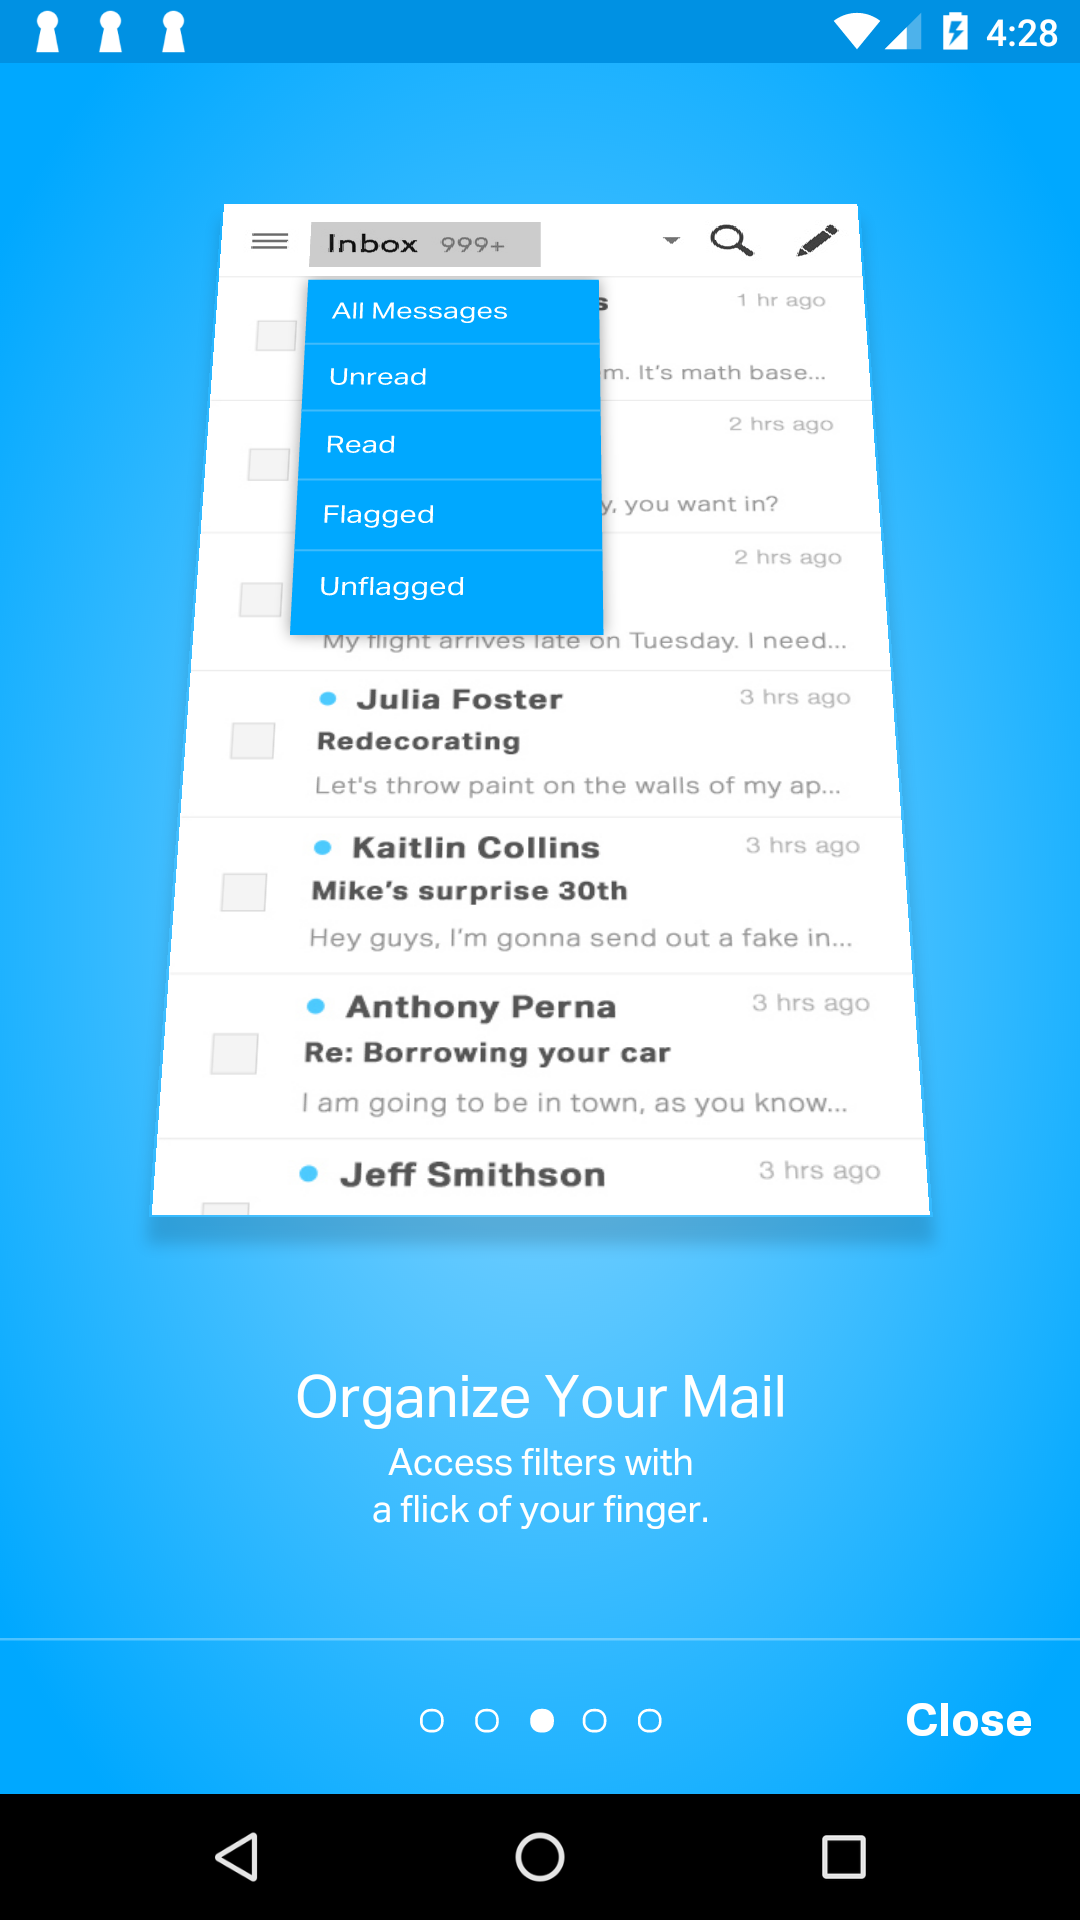 4:28
Inbox 999+
All Messages
s
1 hr ago
Unread
m. It's math base...
Read
2 hrs ago
Flagged
y, you want in?
2 hrs ago
Unflagged
My flight arrives late on Tuesday. I need...
Julia Foster
3 hrs ago
Redecorating
Let's throw paint on the walls of my ap...
Kaitlin Collins
3 hrs ago
Mike's surprise 30th
Hey guys, I'm gonna send out a fake in...
Anthony Perna
3 hrs ago
Re: Borrowing your car
I am going to be in town, as you know...
Jeff Smithson
3 hrs ago
Organize Your Mail
Access filters with
a flick of your finger.
Close